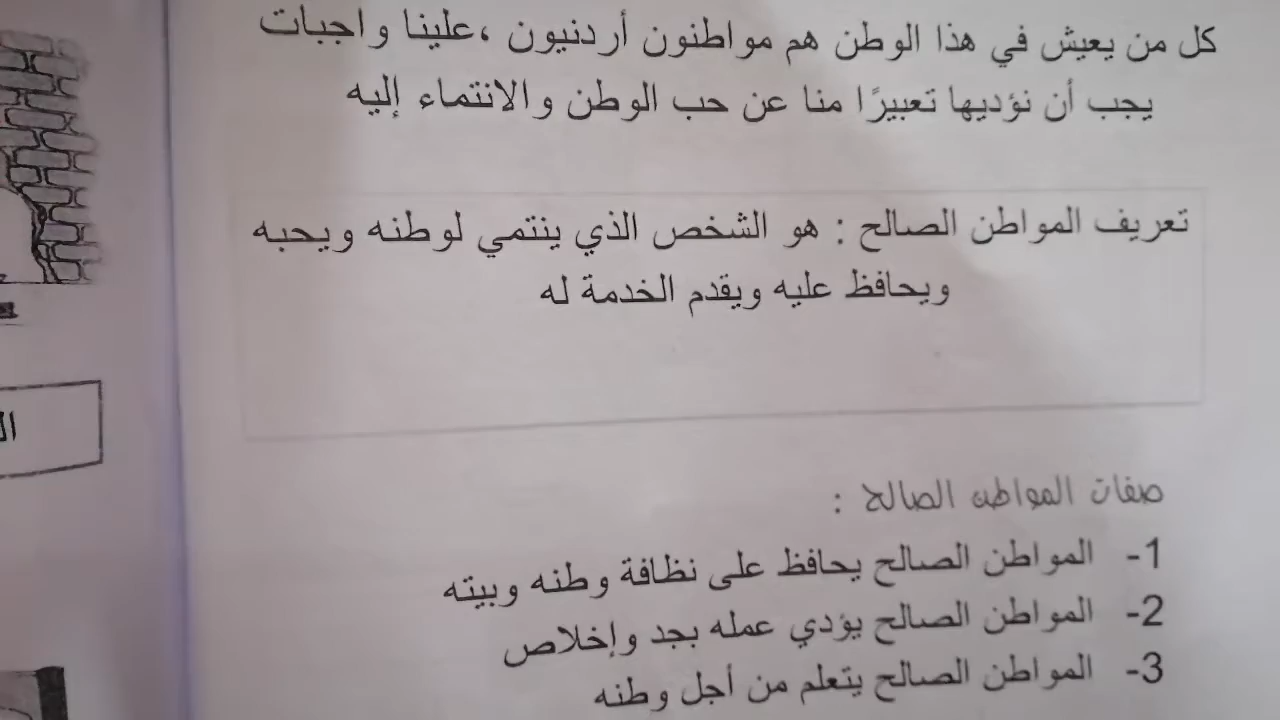 كل من يعيش في هذا الوطن هم مواطنون أردنيون ،علينا واجبات
يجب أن نؤديها تعبيرًا منا عن حب الوطن والانتماء إليه
تعريف المواطن الصالح : هو الشخص الذي ينتمي لوطنه ويحبه
ويحافظ عليه ويقدم الخدمة له
صفات المواطن الصالح :
1- المواطن الصالح يحافظ على نظافة وطنه وبيته
2- المواطن الصالح يؤدي عمله بجد وإخلاص
3- المواطن الصالح يتعلم من أجل وطنه